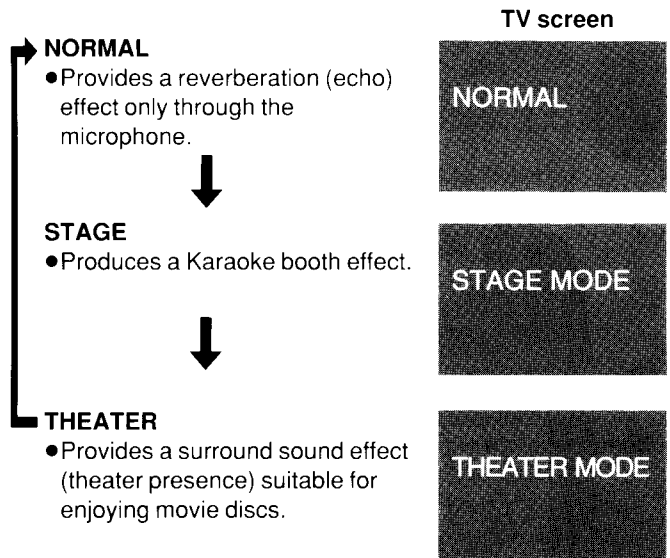 TV screen
NORMAL
●Provides a reverberation (echo)
effect only through the
microphone.
NORMAL
STAGE
●Produces a Karaoke booth effect.
STAGE MODE
THEATER
●Provides a surround sound effect
(theater presence) suitable for
enjoying movie discs.
THEATER MODE